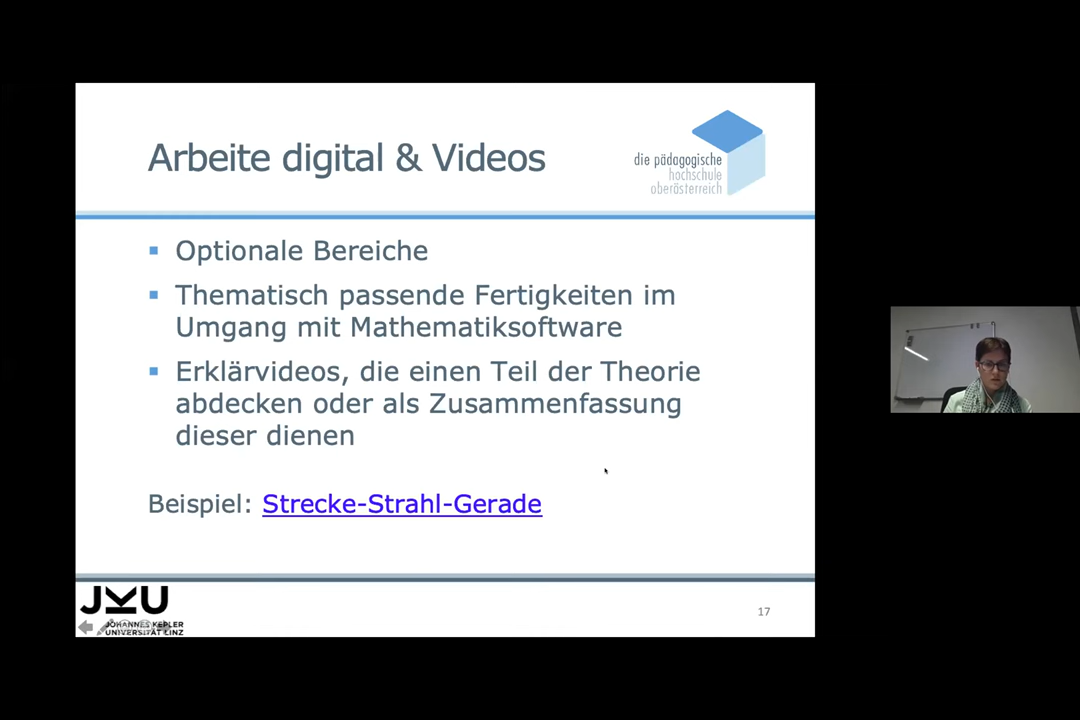 Arbeite digital & Videos
die pädagogische
hochschule
oberösterreich
Optionale Bereiche
Thematisch passende Fertigkeiten im
Umgang mit Mathematiksoftware
Erklärvideos, die einen Teil der Theorie
abdecken oder als Zusammenfassung
dieser dienen
Beispiel: Strecke-Strahl-Gerade
JKU
JOHANNES KEPLER
UNIVERSITÄT LINZ
17